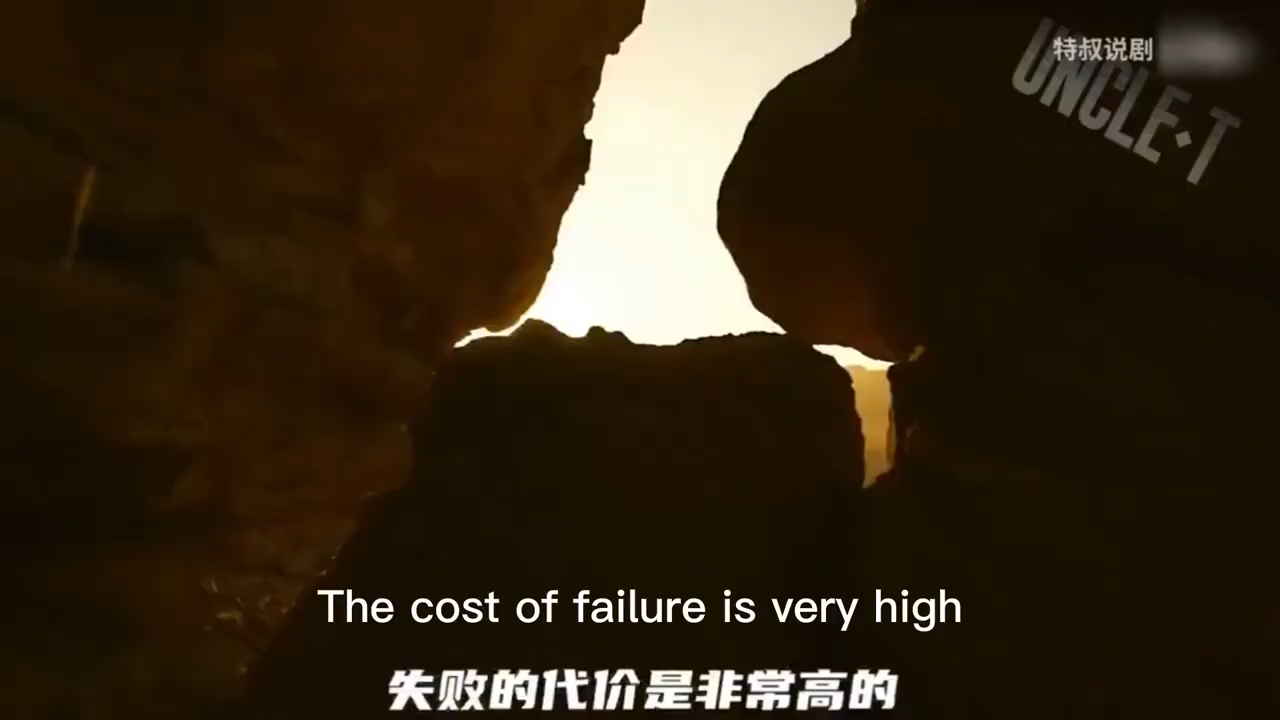 特叔说剧
UNCLE·T
The cost of failure is very high
失败的代价是非常高的